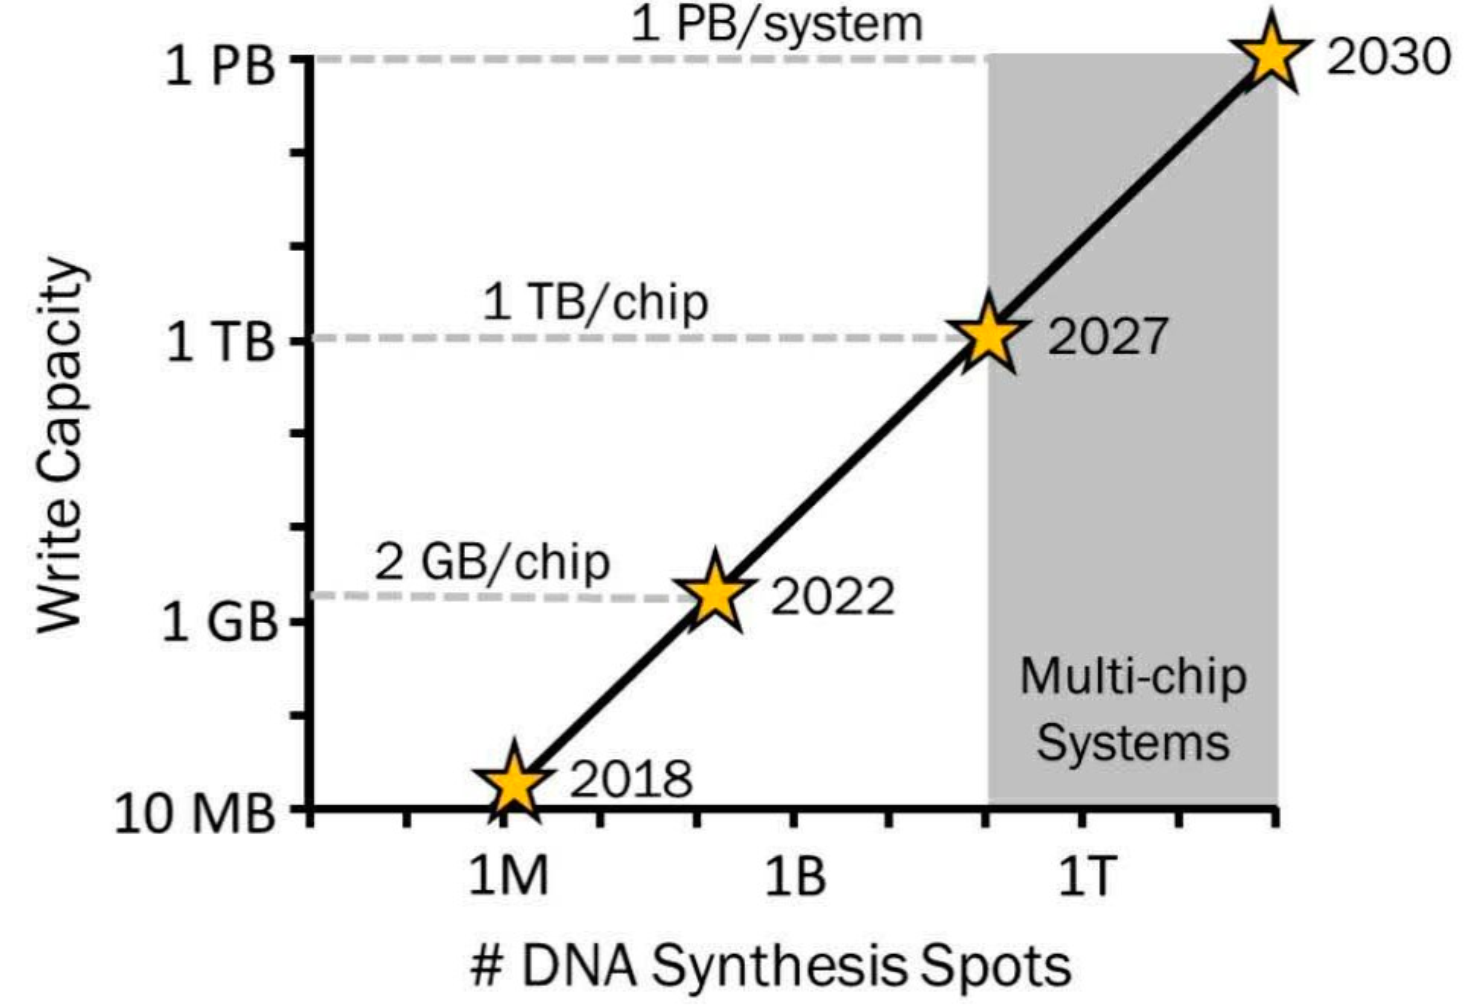 1 PB/system
1 PB
2030
1 TB/chip
1 TB
2027
Write Capacity
2 GB/chip
2022
1 GB
Multi-chip
Systems
2018
10 MB
1M
1B
1T
# DNA Synthesis Spots